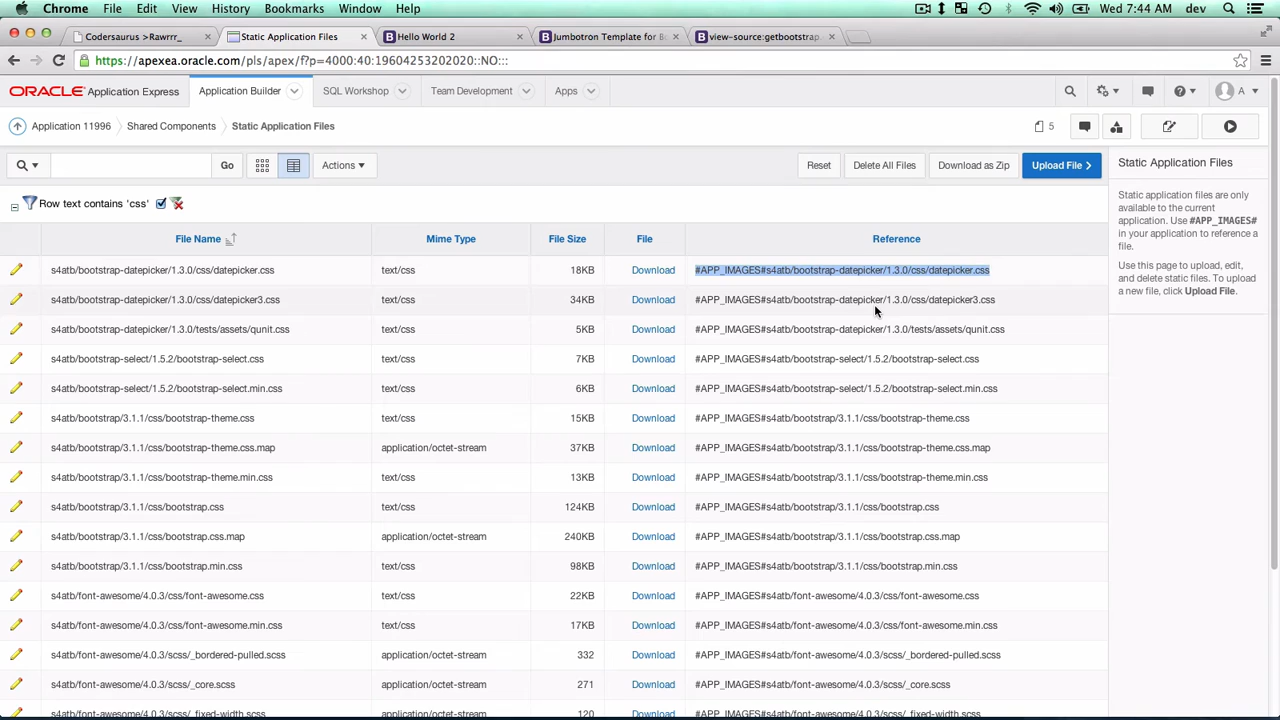 Chrome File Edit View History Bookmarks Window Help Wed 7:44 AM dev
Codersaurus >Rawrrr_ Static Application Files Hello World 2 Jumbotron Template for Bo view-source:getbootstrap.
https://apexea.oracle.com/pls/apex/f?p=4000:40:19604253202020::NO:::
ORACLE Application Express Application Builder SQL Workshop Team Development Apps A
Application 11996 Shared Components Static Application Files 5
Go Actions Reset Delete All Files Download as Zip Upload File
Static Application Files
Static application files are only
available to the current
application. Use #APP_IMAGES#
in your application to reference a
file.
Use this page to upload, edit,
and delete static files. To upload
a new file, click Upload File.
Row text contains 'css'
File Name Mime Type File Size File Reference
s4atb/bootstrap-datepicker/1.3.0/css/datepicker.css text/css 18KB Download #APP_IMAGES#s4atb/bootstrap-datepicker/1.3.0/css/datepicker.css
s4atb/bootstrap-datepicker/1.3.0/css/datepicker3.css text/css 34KB Download #APP_IMAGES#s4atb/bootstrap-datepicker/1.3.0/css/datepicker3.css
s4atb/bootstrap-datepicker/1.3.0/tests/assets/qunit.css text/css 5KB Download #APP_IMAGES#s4atb/bootstrap-datepicker/1.3.0/tests/assets/qunit.css
s4atb/bootstrap-select/1.5.2/bootstrap-select.css text/css 7KB Download #APP_IMAGES#s4atb/bootstrap-select/1.5.2/bootstrap-select.css
s4atb/bootstrap-select/1.5.2/bootstrap-select.min.css text/css 6KB Download #APP_IMAGES#s4atb/bootstrap-select/1.5.2/bootstrap-select.min.css
s4atb/bootstrap/3.1.1/css/bootstrap-theme.css text/css 15KB Download #APP_IMAGES#s4atb/bootstrap/3.1.1/css/bootstrap-theme.css
s4atb/bootstrap/3.1.1/css/bootstrap-theme.css.map application/octet-stream 37KB Download #APP_IMAGES#s4atb/bootstrap/3.1.1/css/bootstrap-theme.css.map
s4atb/bootstrap/3.1.1/css/bootstrap-theme.min.css text/css 13KB Download #APP_IMAGES#s4atb/bootstrap/3.1.1/css/bootstrap-theme.min.css
s4atb/bootstrap/3.1.1/css/bootstrap.css text/css 124KB Download #APP_IMAGES#s4atb/bootstrap/3.1.1/css/bootstrap.css
s4atb/bootstrap/3.1.1/css/bootstrap.css.map application/octet-stream 240KB Download #APP_IMAGES#s4atb/bootstrap/3.1.1/css/bootstrap.css.map
s4atb/bootstrap/3.1.1/css/bootstrap.min.css text/css 98KB Download #APP_IMAGES#s4atb/bootstrap/3.1.1/css/bootstrap.min.css
s4atb/font-awesome/4.0.3/css/font-awesome.css text/css 22KB Download #APP_IMAGES#s4atb/font-awesome/4.0.3/css/font-awesome.css
s4atb/font-awesome/4.0.3/css/font-awesome.min.css text/css 17KB Download #APP_IMAGES#s4atb/font-awesome/4.0.3/css/font-awesome.min.css
s4atb/font-awesome/4.0.3/scss/_bordered-pulled.scss application/octet-stream 332 Download #APP_IMAGES#s4atb/font-awesome/4.0.3/scss/_bordered-pulled.scss
s4atb/font-awesome/4.0.3/scss/_core.scss application/octet-stream 271 Download #APP_IMAGES#s4atb/font-awesome/4.0.3/scss/_core.scss
s4atb/font-awesome/4.0.3/scss/_fixed-width.scss application/octet-stream 120 Download #APP_IMAGES#s4atb/font-awesome/4.0.3/scss/_fixed-width.scss